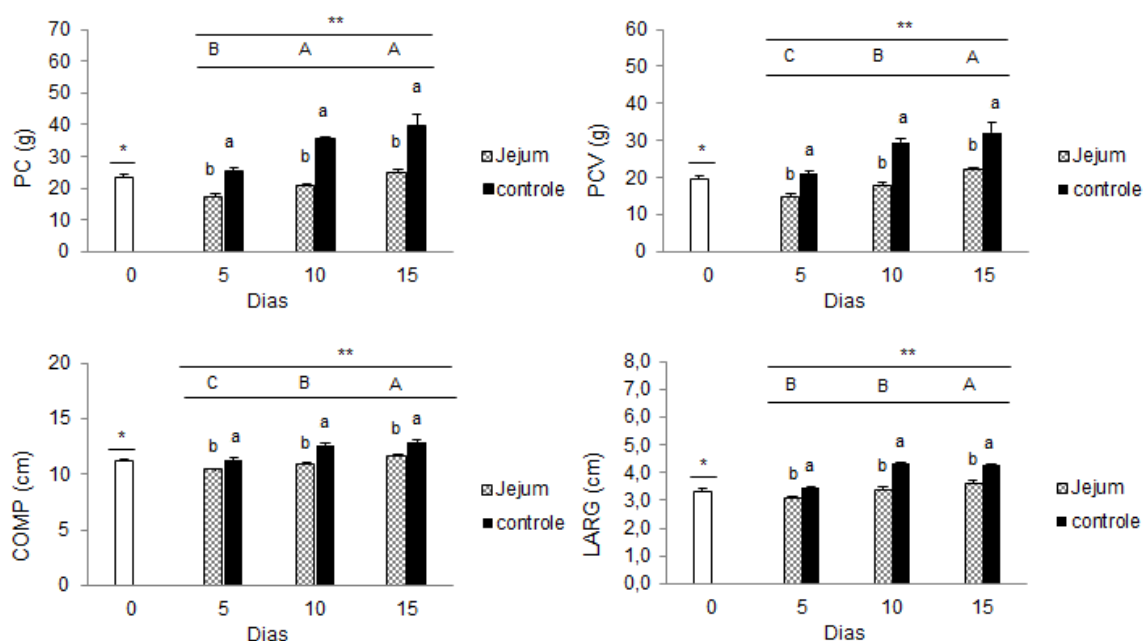 **
B A A
a
a
a
b
b
b
*
PC (g)
70
60
50
40
30
20
10
0
0 5 10 15
Dias
Jejum
controle
**
C B A
a
a
a
b
b
b
*
PCV (g)
60
50
40
30
20
10
0
0 5 10 15
Dias
Jejum
controle
**
C B A
*
b a b a b a
COMP (cm)
20
15
10
5
0
0 5 10 15
Dias
Jejum
controle
**
B B A
*
b a b a b a
LARG (cm)
8,0
7,0
6,0
5,0
4,0
3,0
2,0
1,0
0,0
0 5 10 15
Dias
Jejum
controle